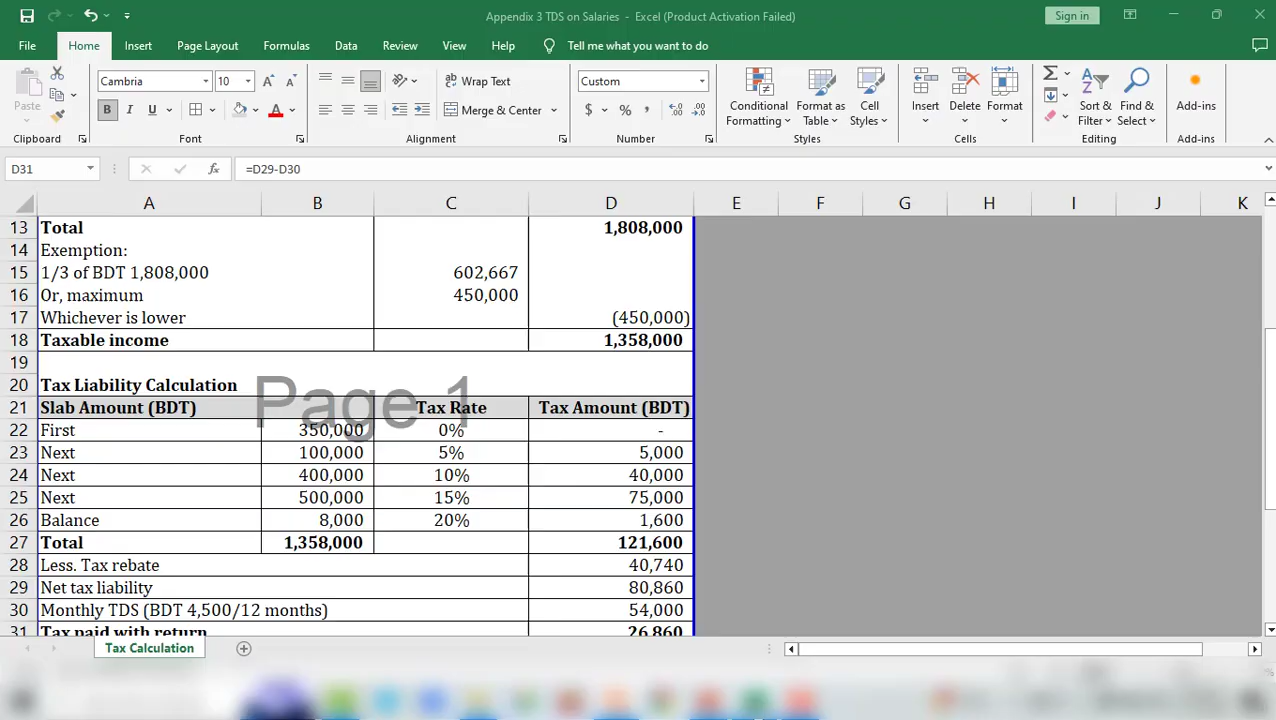 Appendix 3 TDS on Salaries - Excel (Product Activation Failed)
Sign in
File Home Insert Page Layout Formulas Data Review View Help Tell me what you want to do
Paste
Clipboard
Cambria 10
B I U A
Font
Wrap Text
Merge & Center
Alignment
Custom
$ % ,
Number
Conditional Formatting
Format as Table
Cell Styles
Styles
Insert Delete Format
Cells
Sort & Filter
Find & Select
Editing
Add-ins
Add-ins
D31 fx =D29-D30
A B C D E F G H I J K
13 Total 1,808,000
14 Exemption:
15 1/3 of BDT 1,808,000 602,667
16 Or, maximum 450,000
17 Whichever is lower (450,000)
18 Taxable income 1,358,000
19
20 Tax Liability Calculation
Page 1
21 Slab Amount (BDT) Tax Rate Tax Amount (BDT)
22 First 350,000 0% -
23 Next 100,000 5% 5,000
24 Next 400,000 10% 40,000
25 Next 500,000 15% 75,000
26 Balance 8,000 20% 1,600
27 Total 1,358,000 121,600
28 Less. Tax rebate 40,740
29 Net tax liability 80,860
30 Monthly TDS (BDT 4,500/12 months) 54,000
31 Tax paid with return 26,860
Tax Calculation